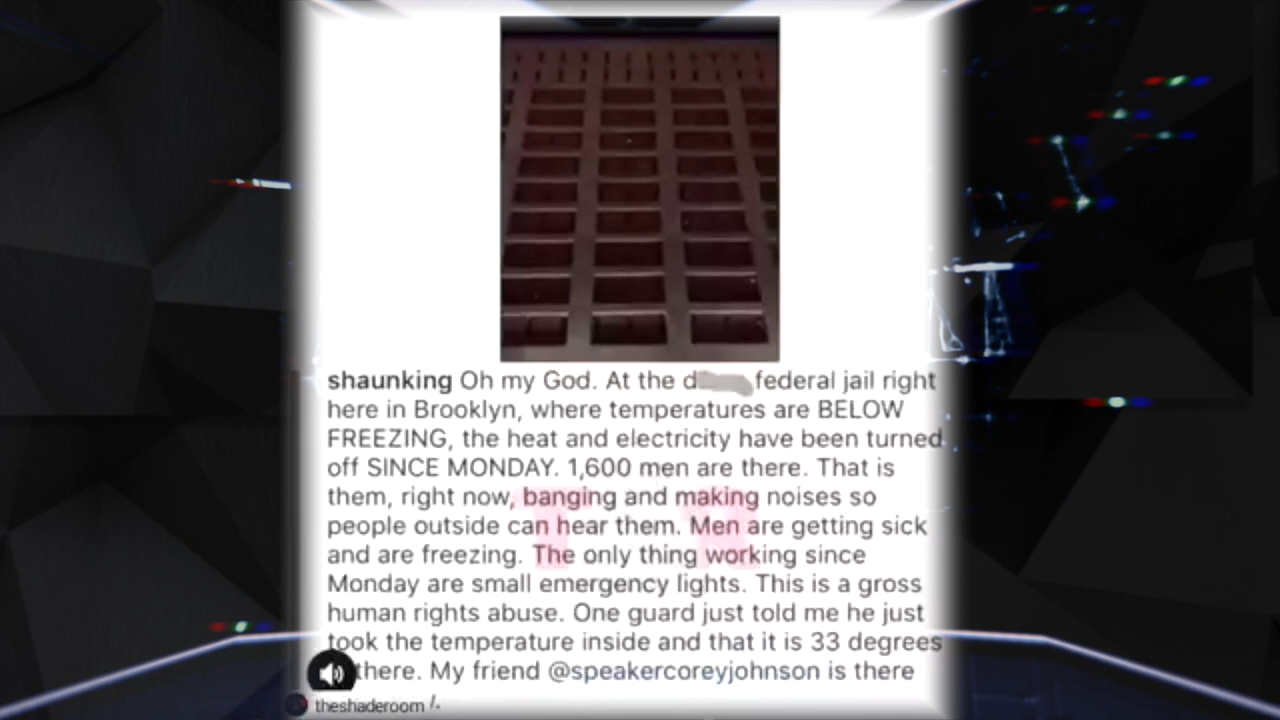 shaunking Oh my God. At the d federal jail right
here in Brooklyn, where temperatures are BELOW
FREEZING, the heat and electricity have been turned
off SINCE MONDAY. 1,600 men are there. That is
them, right now, banging and making noises so
people outside can hear them. Men are getting sick
and are freezing. The only thing working since
Monday are small emergency lights. This is a gross
human rights abuse. One guard just told me he just
took the temperature inside and that it is 33 degrees
there. My friend @speakercoreyjohnson is there
theshaderoom